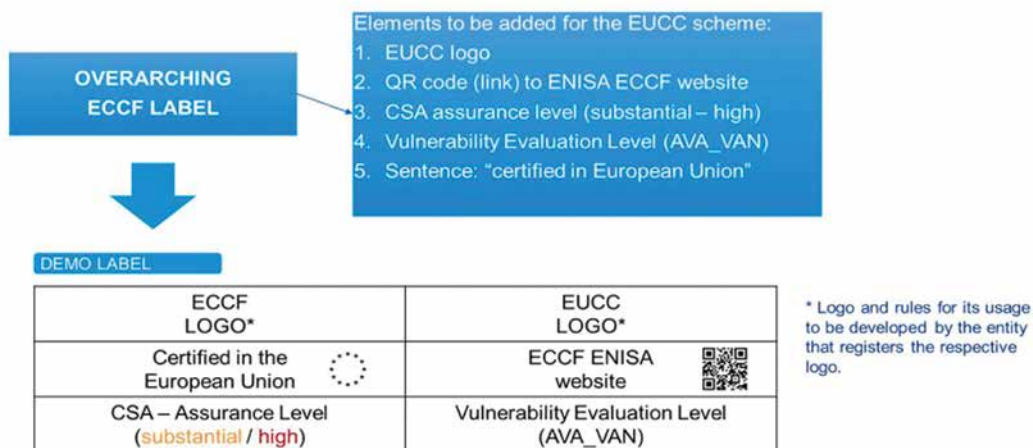 OVERARCHING
ECCF LABEL
Elements to be added for the EUCC scheme:
1. EUCC logo
2. QR code (link) to ENISA ECCF website
3. CSA assurance level (substantial – high)
4. Vulnerability Evaluation Level (AVA_VAN)
5. Sentence: “certified in European Union”
DEMO LABEL
ECCF
LOGO*
EUCC
LOGO*
Certified in the
European Union
ECCF ENISA
website
CSA – Assurance Level
(substantial / high)
Vulnerability Evaluation Level
(AVA_VAN)
* Logo and rules for its usage
to be developed by the entity
that registers the respective
logo.